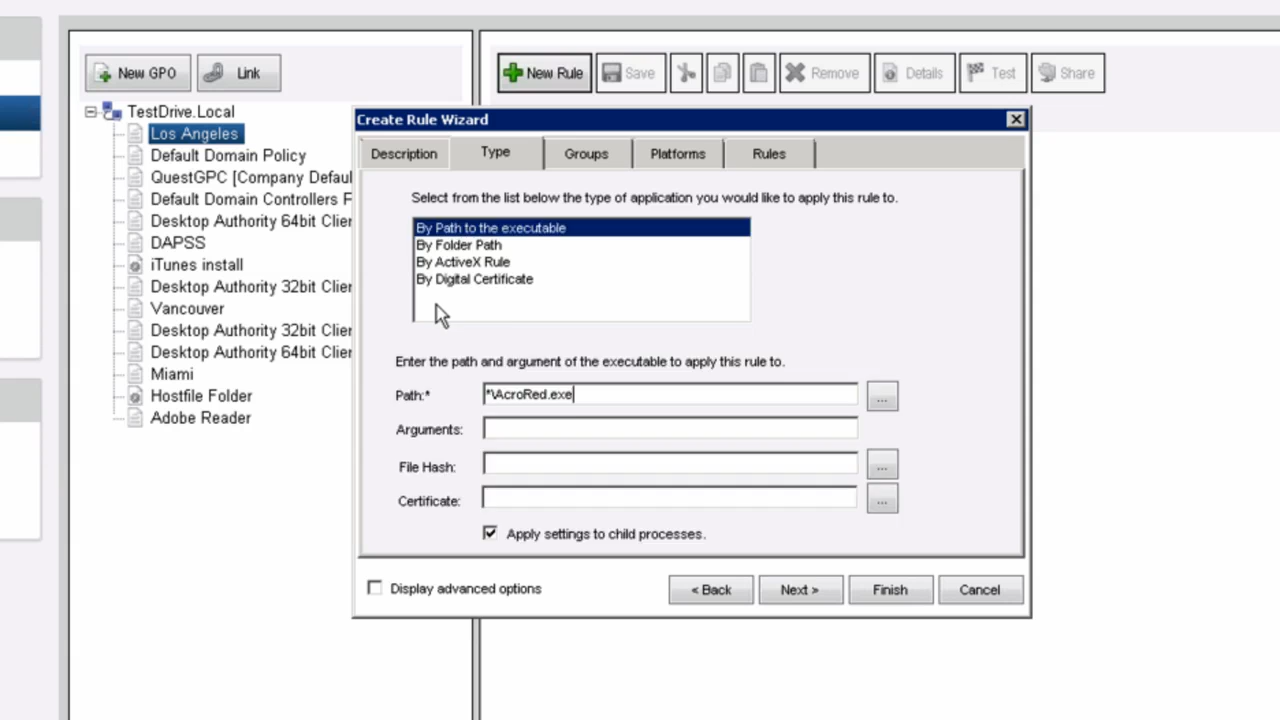 New GPO
Link
New Rule
Save
Remove
Details
Test
Share
TestDrive.Local
Los Angeles
Default Domain Policy
QuestGPC [Company Defaul
Default Domain Controllers F
Desktop Authority 64bit Clier
DAPSS
iTunes install
Desktop Authority 32bit Clier
Vancouver
Desktop Authority 32bit Clier
Desktop Authority 64bit Clier
Miami
Hostfile Folder
Adobe Reader
Create Rule Wizard
Description
Type
Groups
Platforms
Rules
Select from the list below the type of application you would like to apply this rule to.
By Path to the executable
By Folder Path
By ActiveX Rule
By Digital Certificate
Enter the path and argument of the executable to apply this rule to.
Path:* *\AcroRed.exe ...
Arguments:
File Hash: ...
Certificate: ...
Apply settings to child processes.
Display advanced options
< Back
Next >
Finish
Cancel